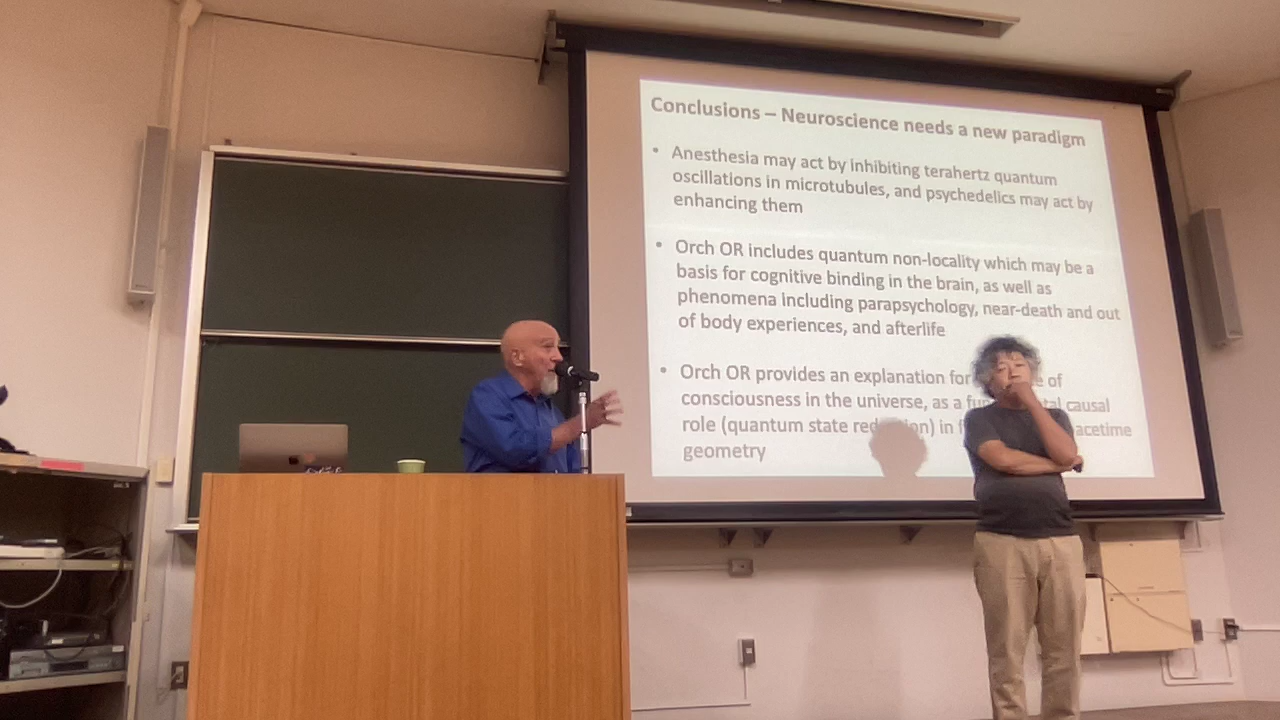 Conclusions – Neuroscience needs a new paradigm
• Anesthesia may act by inhibiting terahertz quantum
oscillations in microtubules, and psychedelics may act by
enhancing them
• Orch OR includes quantum non-locality which may be a
basis for cognitive binding in the brain, as well as
phenomena including parapsychology, near-death and out
of body experiences, and afterlife
• Orch OR provides an explanation for of
consciousness in the universe, as a causal
role (quantum state in
geometry